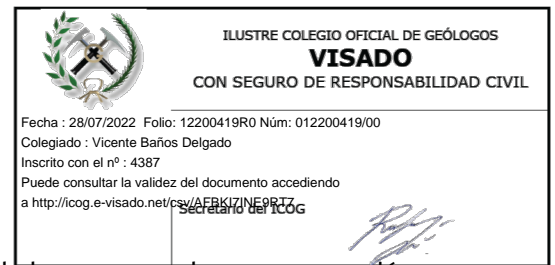 ILUSTRE COLEGIO OFICIAL DE GEÓLOGOS
VISADO
CON SEGURO DE RESPONSABILIDAD CIVIL
Fecha : 28/07/2022 Folio: 12200419R0 Núm: 012200419/00
Colegiado : Vicente Baños Delgado
Inscrito con el nº : 4387
Puede consultar la validez del documento accediendo
a http://icog.e-visado.net/csv/AFBKI7JNE9RT7
Secretario del ICOG